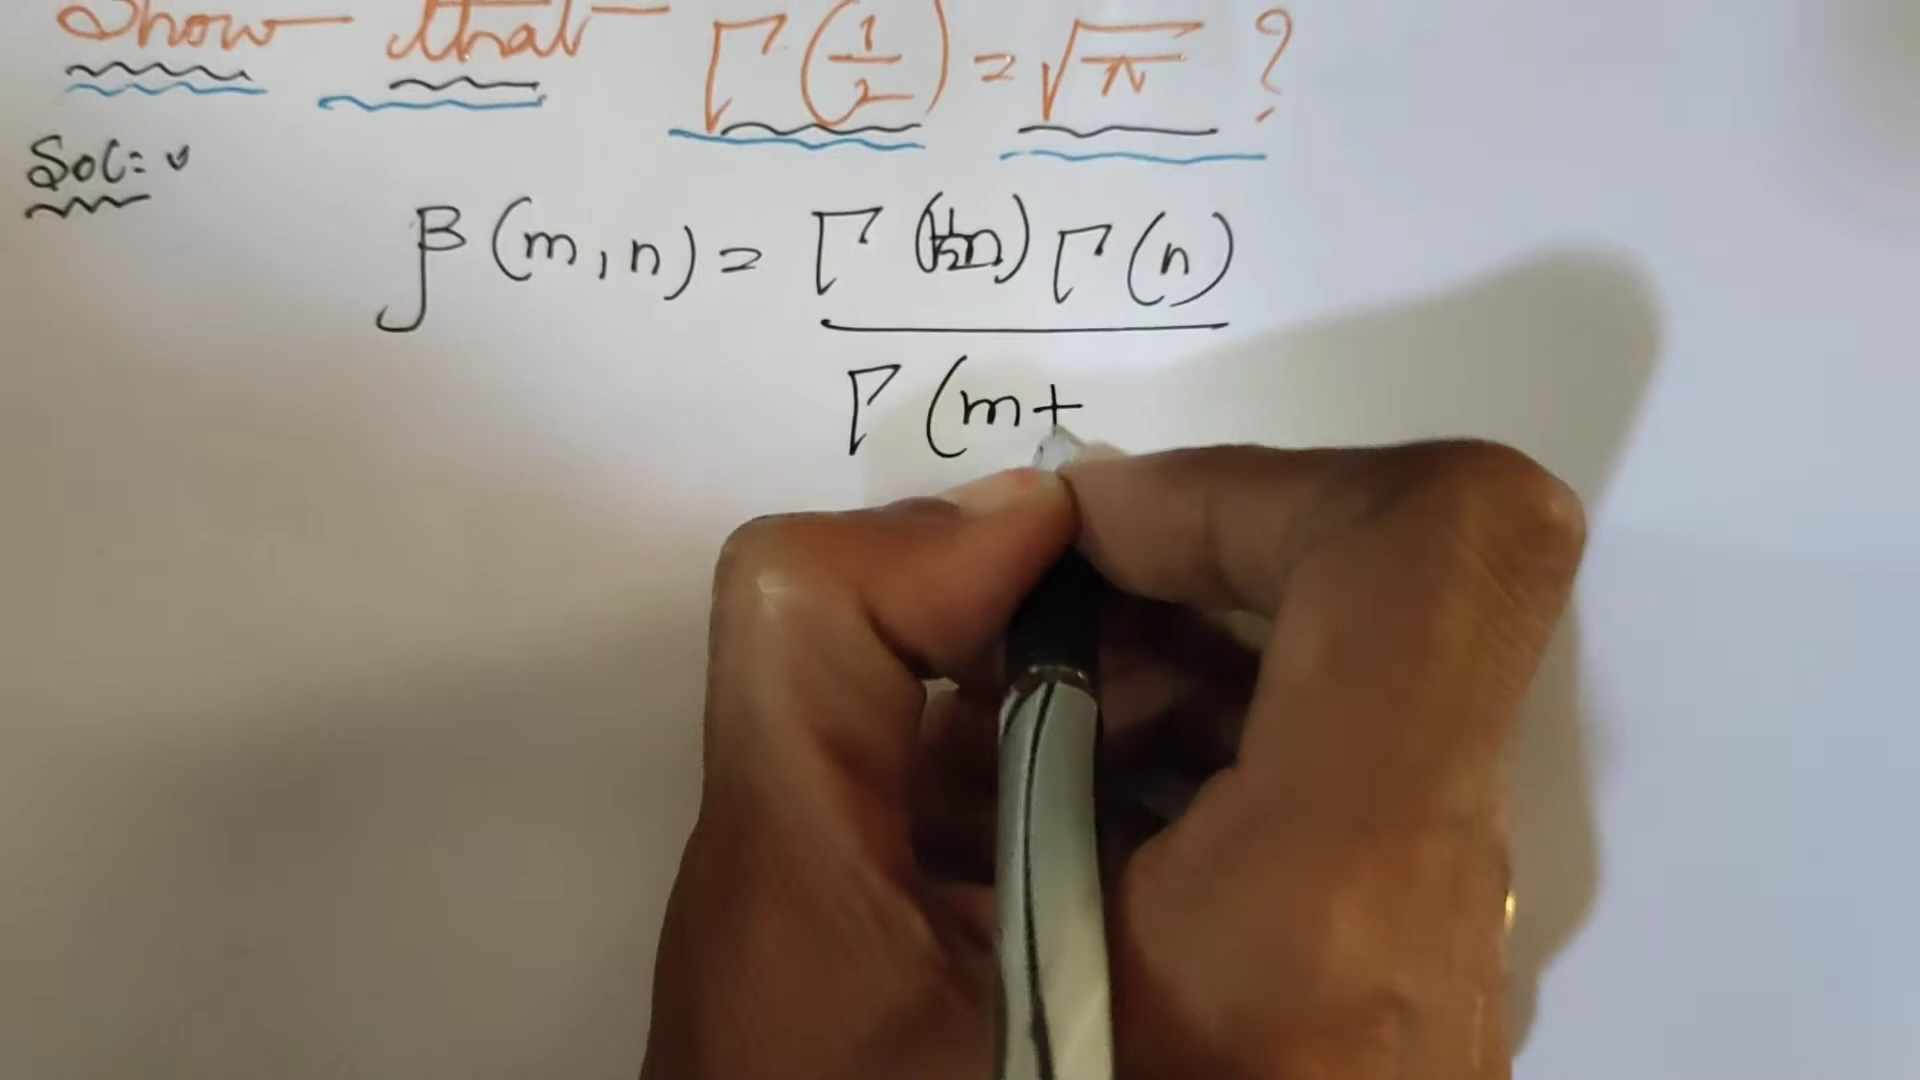 Show that Γ(1/2) = √π ?
Sol:-
β(m,n) = Γ(m) Γ(n)
Γ(m+